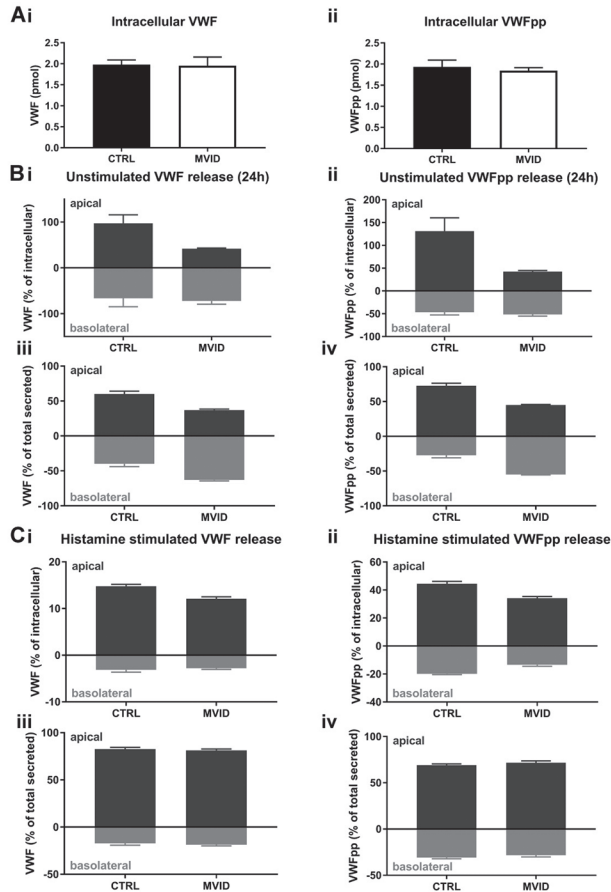 A i Intracellular VWF
VWF (pmol)
2.5
2.0
1.5
1.0
0.5
0.0
CTRL MVID
ii Intracellular VWFpp
VWFpp (pmol)
2.5
2.0
1.5
1.0
0.5
0.0
CTRL MVID
B i Unstimulated VWF release (24h)
VWF (% of intracellular)
apical
100
0
-100
basolateral
CTRL MVID
ii Unstimulated VWFpp release (24h)
VWFpp (% of intracellular)
200
apical
150
100
50
0
-50
basolateral
-100
CTRL MVID
iii
VWF (% of total secreted)
100
apical
50
0
-50
basolateral
-100
CTRL MVID
iv
VWFpp (% of total secreted)
100
apical
50
0
-50
basolateral
-100
CTRL MVID
C i Histamine stimulated VWF release
VWF (% of intracellular)
20
apical
10
0
basolateral
-10
CTRL MVID
ii Histamine stimulated VWFpp release
VWFpp (% of intracellular)
60
apical
40
20
0
-20
basolateral
-40
CTRL MVID
iii
VWF (% of total secreted)
100
apical
50
0
basolateral
-50
CTRL MVID
iv
VWFpp (% of total secreted)
100
apical
50
0
basolateral
-50
CTRL MVID